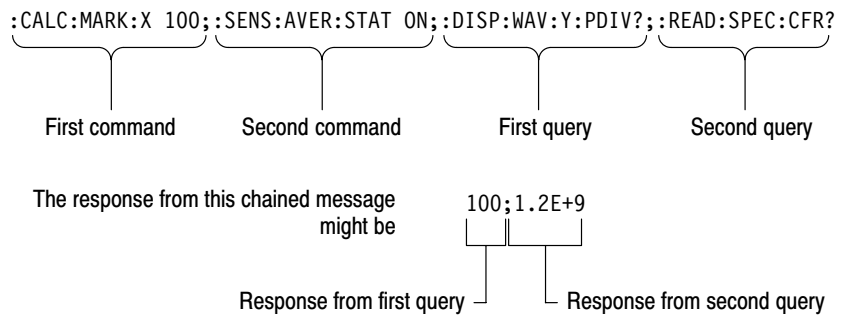 :CALC:MARK:X 100;:SENS:AVER:STAT ON;:DISP:WAV:Y:PDIV?;:READ:SPEC:CFR?
First command Second command First query Second query
The response from this chained message 100;1.2E+9
might be
Response from first query Response from second query